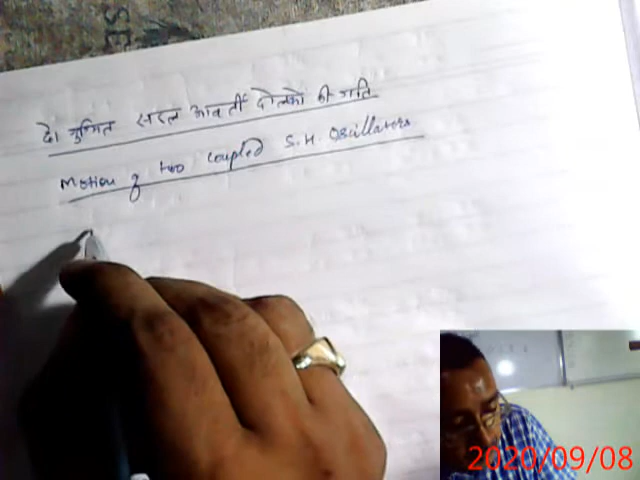 दो युग्मित सरल आवर्ती दोलको की गति
Motion of two coupled S.H. Oscillators
2020/09/08